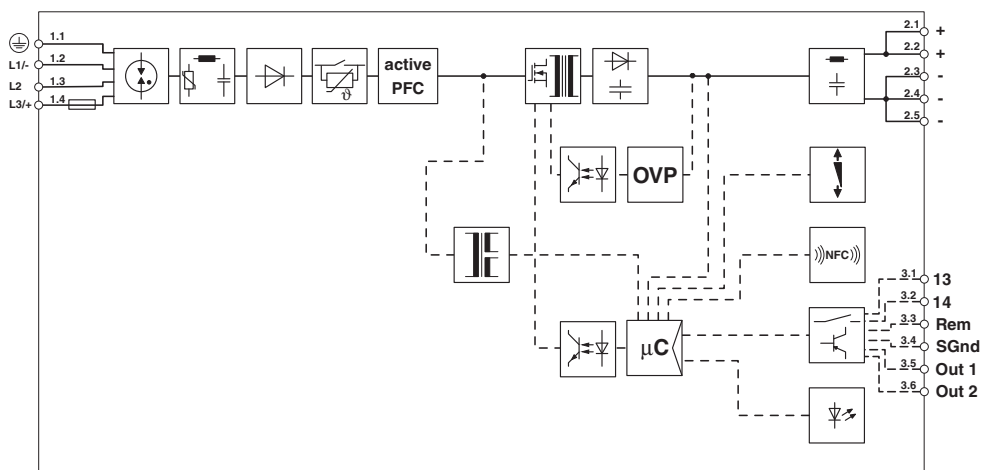 1.1
L1/- 1.2
L2 1.3
L3/+ 1.4
ϑ
active
PFC
2.1 +
2.2 +
2.3 -
2.4 -
2.5 -
OVP
NFC
µC
3.1 13
3.2 14
3.3 Rem
3.4 SGnd
3.5 Out 1
3.6 Out 2